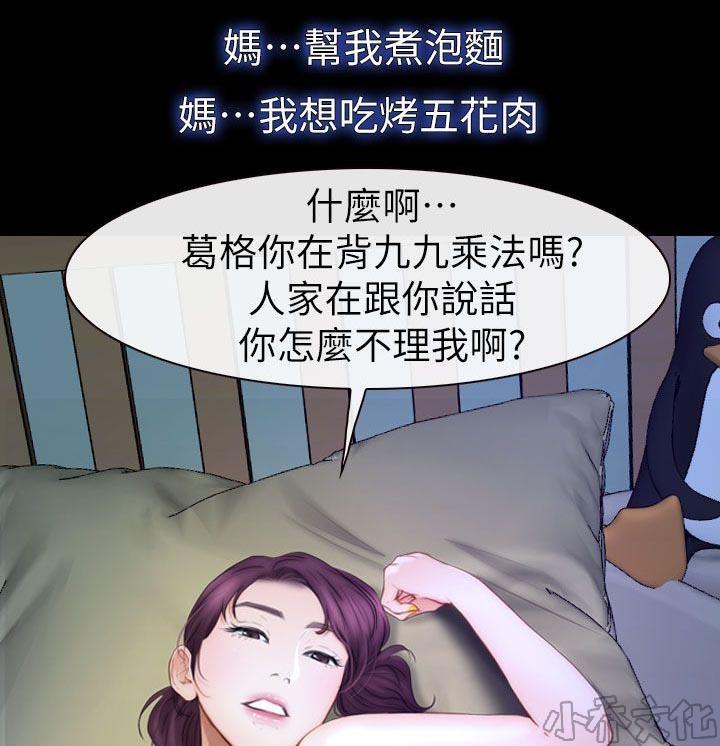 媽…幫我煮泡麵
媽…我想吃烤五花肉
什麼啊…
葛格你在背九九乘法嗎?
人家在跟你說話
你怎麼不理我啊?
小乔文化